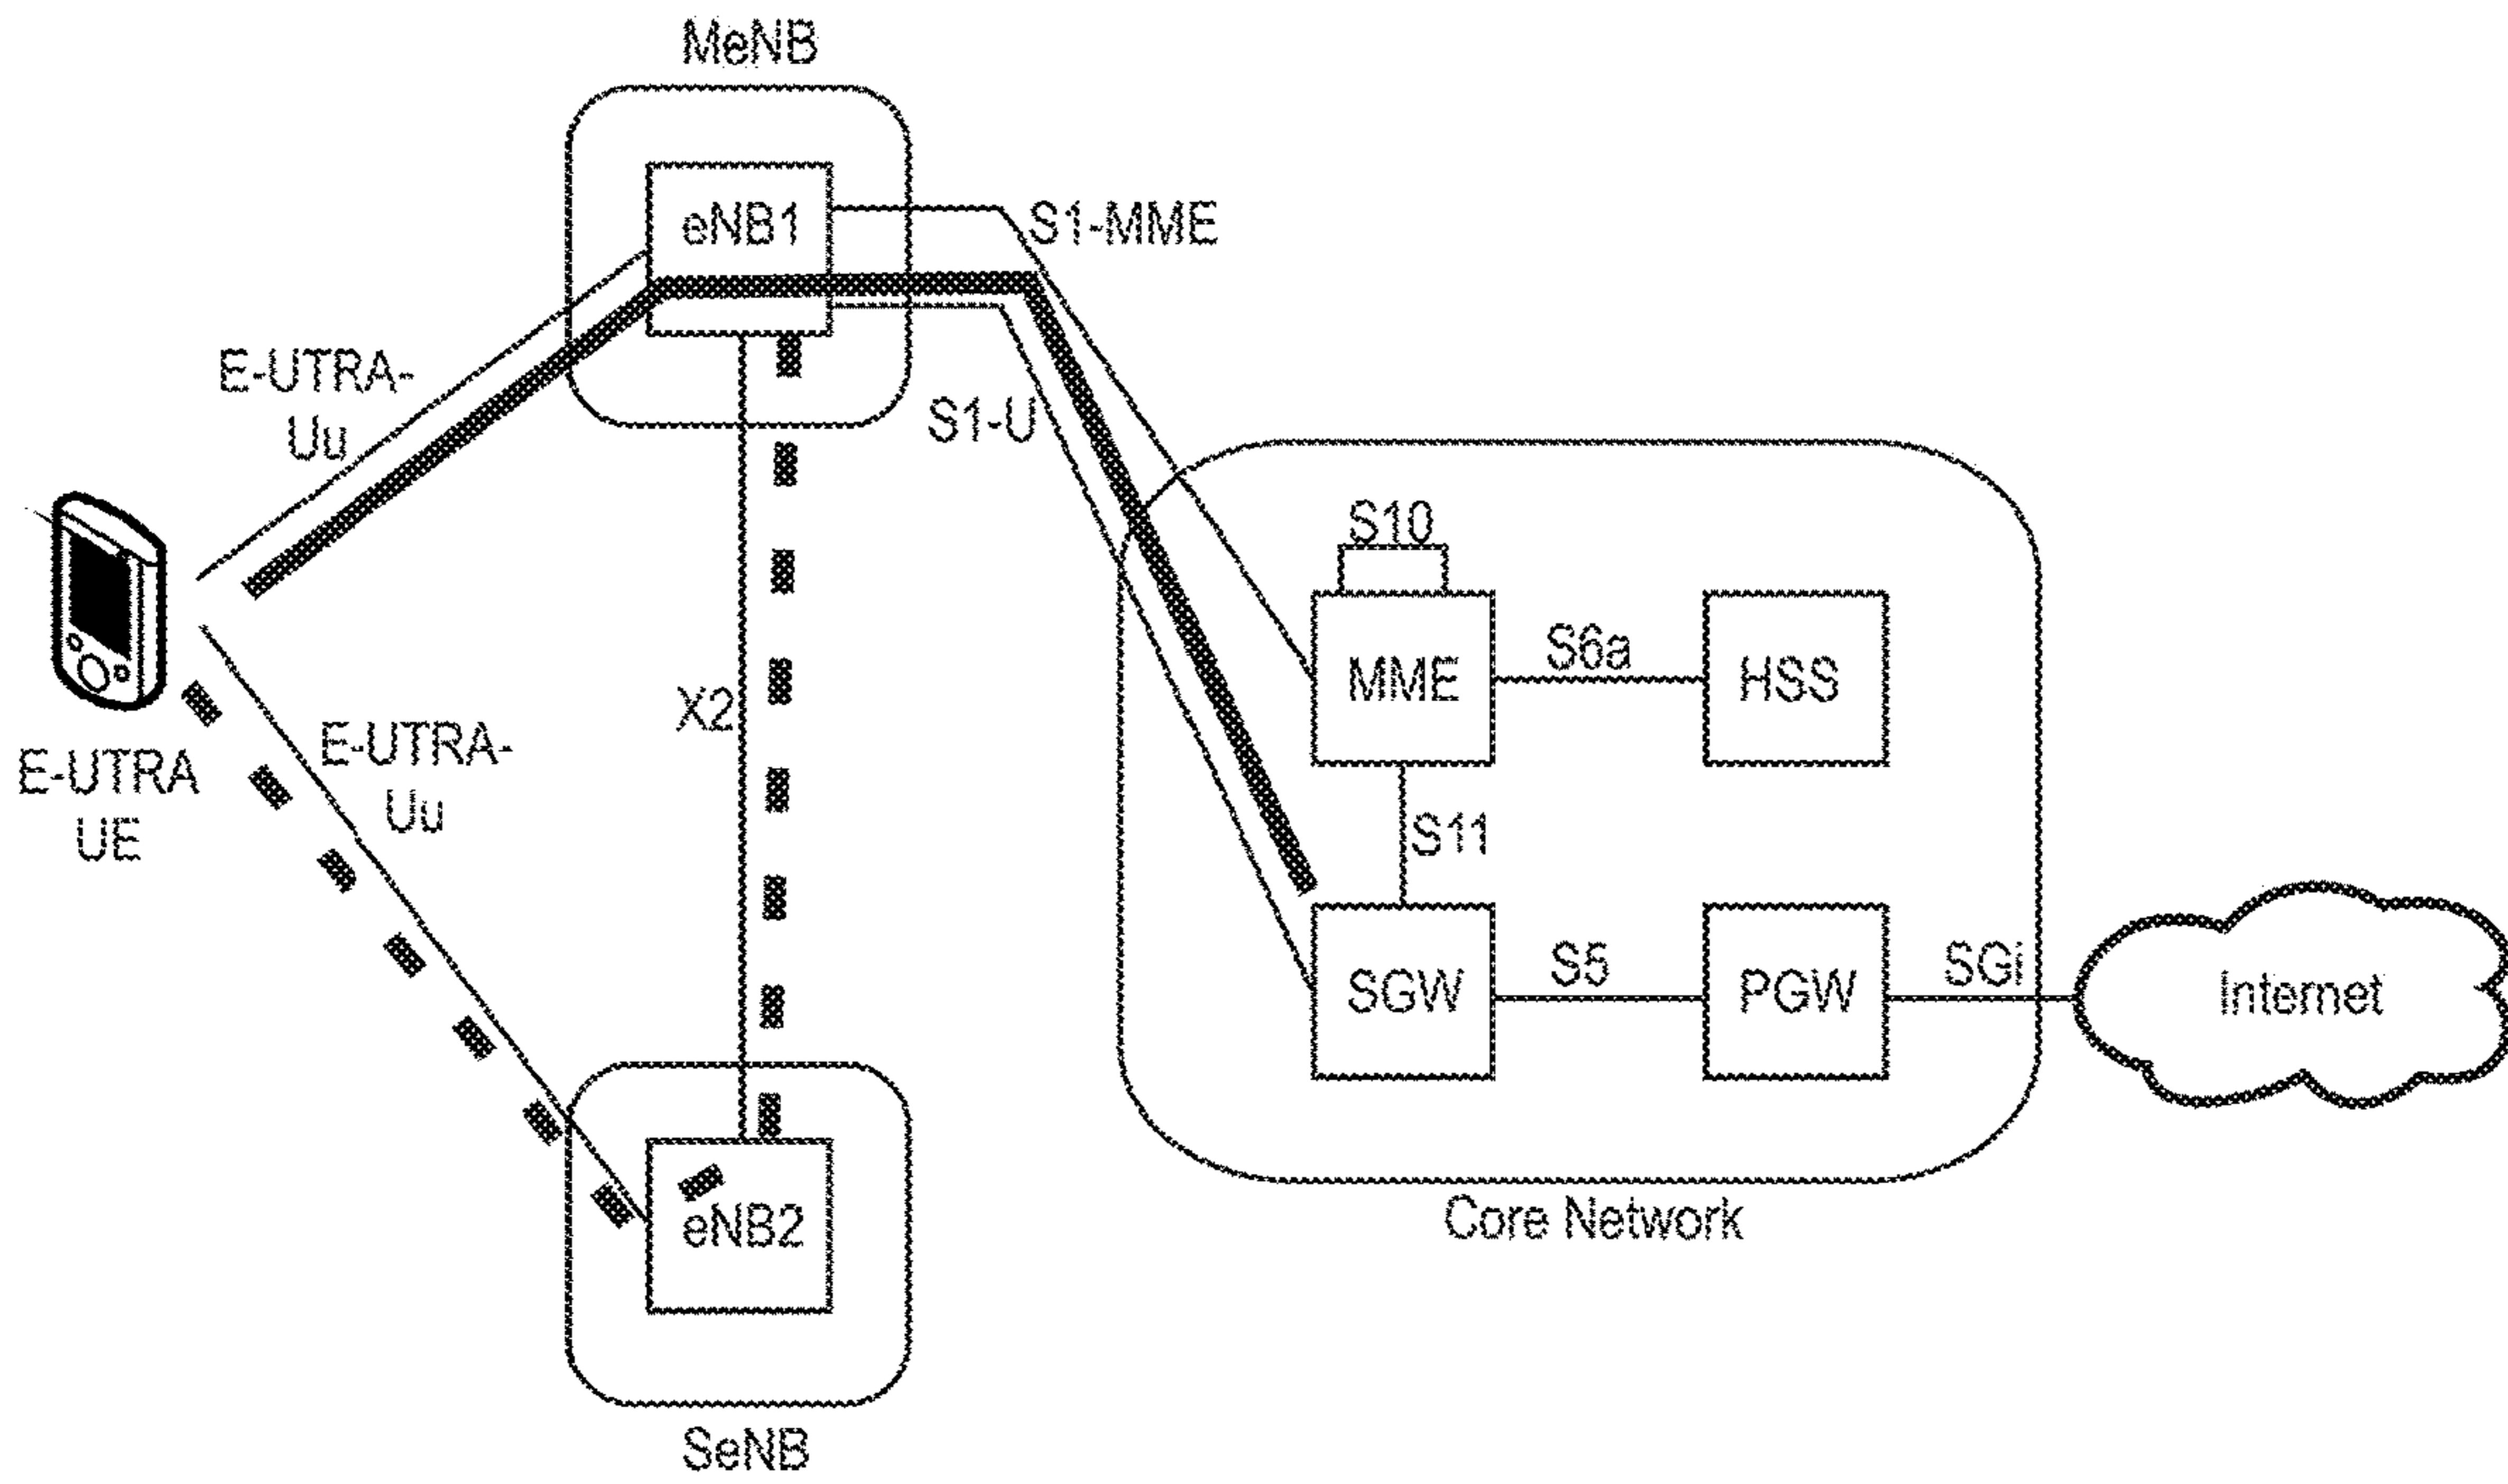 MeNB
eNB1
S1-MME
E-UTRA-
Uu
S1-U
S10
MME
S6a
HSS
X2
E-UTRA-
Uu
E-UTRA
UE
S11
SGW
S5
PGW
SGi
Internet
eNB2
Core Network
SeNB